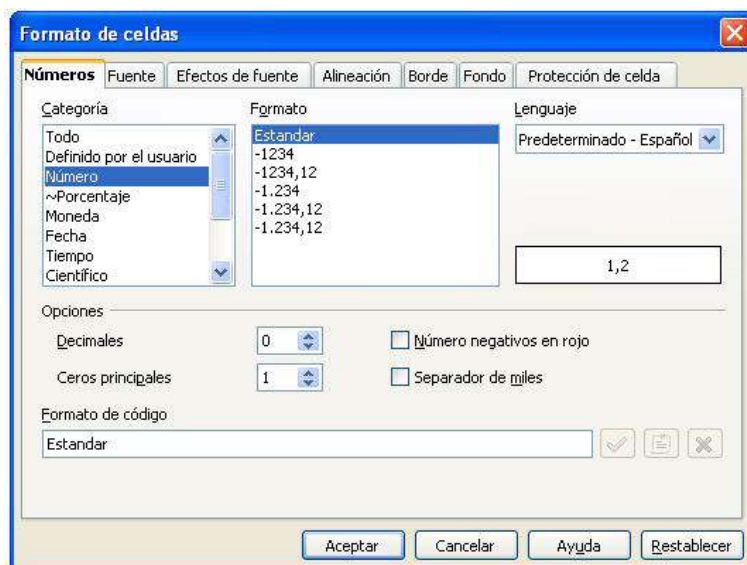 Formato de celdas
Números Fuente Efectos de fuente Alineación Borde Fondo Protección de celda
Categoría
Todo
Definido por el usuario
Número
~Porcentaje
Moneda
Fecha
Tiempo
Científico
Formato
Estandar
-1234
-1234,12
-1.234
-1.234,12
-1.234,12
Lenguaje
Predeterminado - Español
1,2
Opciones
Decimales 0 Número negativos en rojo
Ceros principales 1 Separador de miles
Formato de código
Estandar
Aceptar Cancelar Ayuda Restablecer